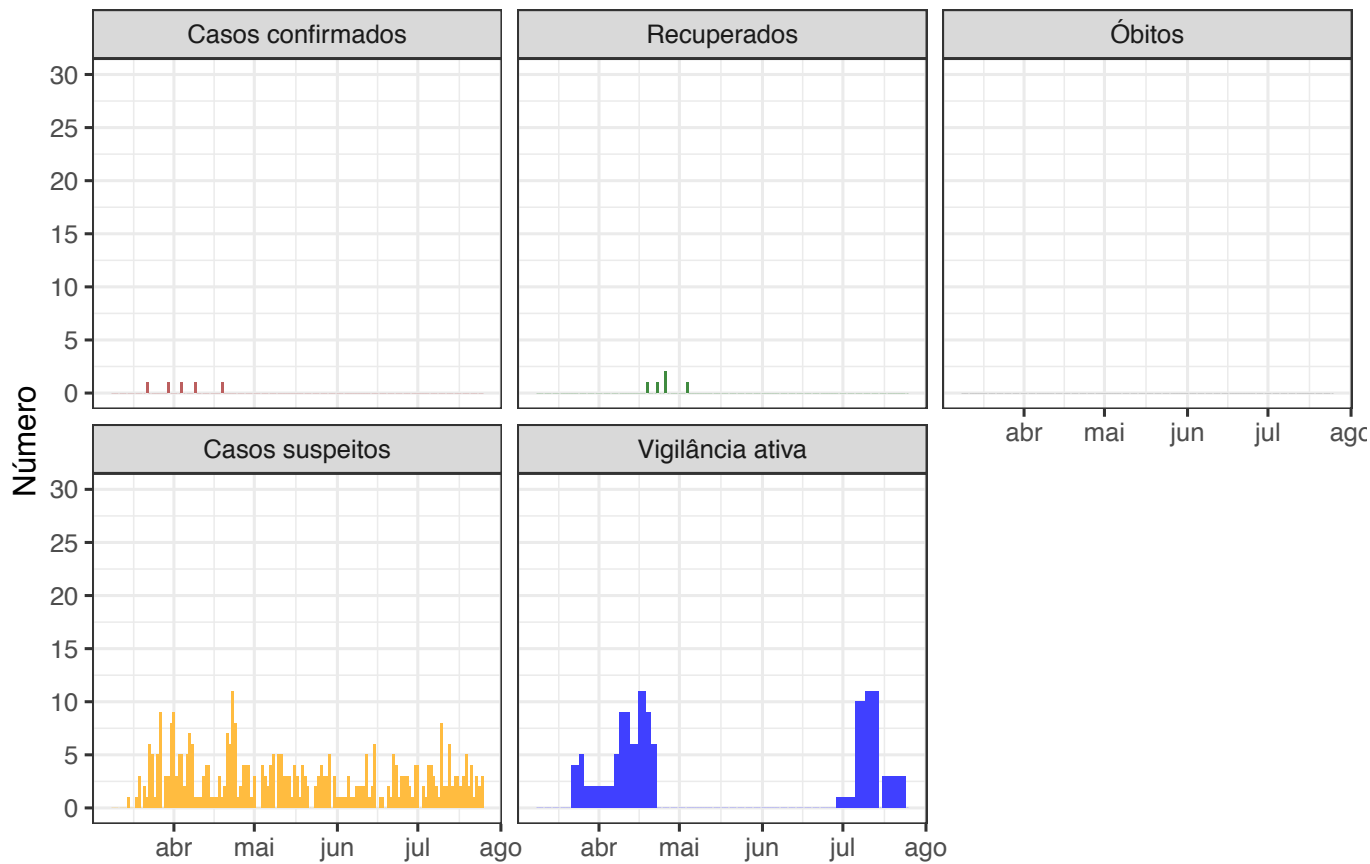 Casos confirmados
Recuperados
Óbitos
30
25
20
15
10
5
0
abr mai jun jul ago
Número
Casos suspeitos
Vigilância ativa
30
25
20
15
10
5
0
abr mai jun jul ago
abr mai jun jul ago